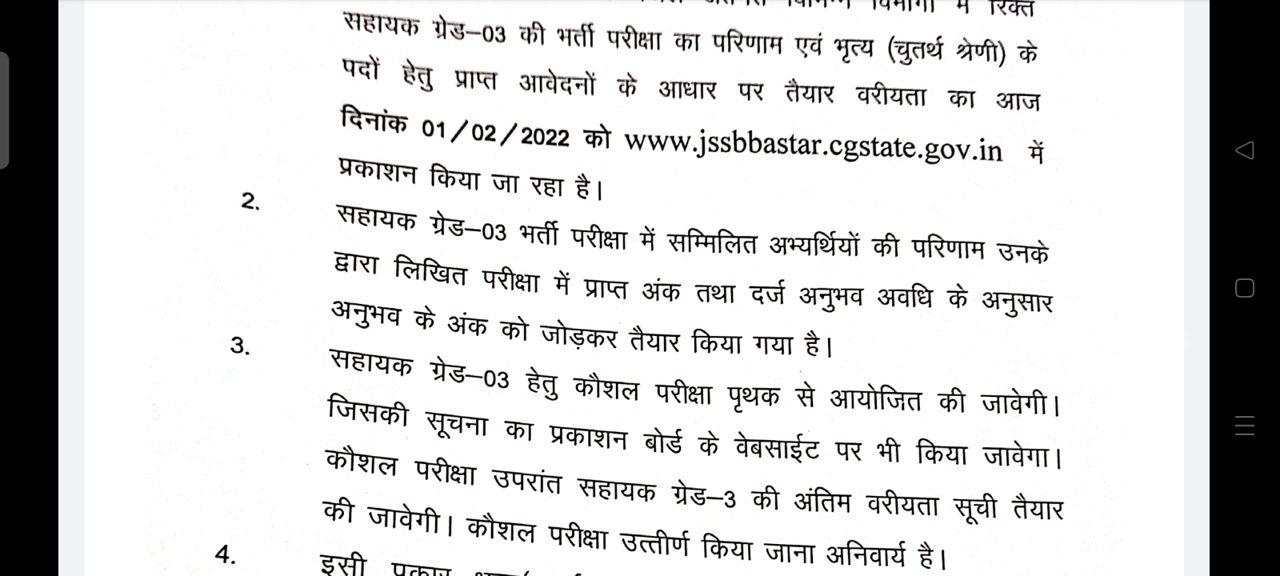 में रिक्त
सहायक ग्रेड–03 की भर्ती परीक्षा का परिणाम एवं भृत्य (चुतर्थ श्रेणी) के
पदों हेतु प्राप्त आवेदनों के आधार पर तैयार वरीयता का आज
दिनांक 01/02/2022 को www.jssbbastar.cgstate.gov.in में
प्रकाशन किया जा रहा है।
2. सहायक ग्रेड–03 भर्ती परीक्षा में सम्मिलित अभ्यर्थियों की परिणाम उनके
द्वारा लिखित परीक्षा में प्राप्त अंक तथा दर्ज अनुभव अवधि के अनुसार
अनुभव के अंक को जोड़कर तैयार किया गया है।
3. सहायक ग्रेड–03 हेतु कौशल परीक्षा पृथक से आयोजित की जावेगी।
जिसकी सूचना का प्रकाशन बोर्ड के वेबसाईट पर भी किया जावेगा।
कौशल परीक्षा उपरांत सहायक ग्रेड–3 की अंतिम वरीयता सूची तैयार
की जावेगी। कौशल परीक्षा उत्तीर्ण किया जाना अनिवार्य है।
4. इसी प्रकार